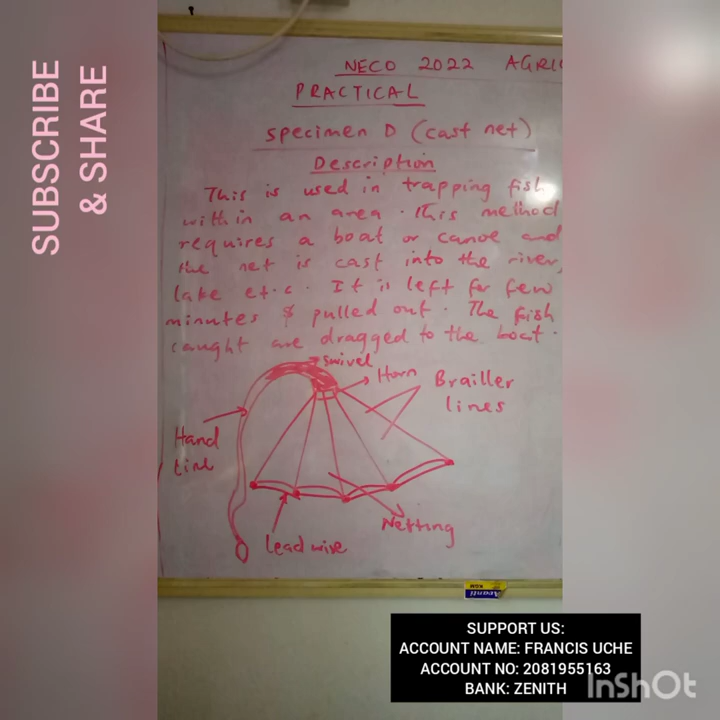 SUBSCRIBE
& SHARE
NECO 2022 AGRIC
PRACTICAL
Specimen D (cast net)
Description
This is used in trapping fish
within an area. This method
requires a boat or canoe and
the net is cast into the river,
lake etc. It is left for few
minutes & pulled out. The fish
caught are dragged to the boat.
swivel
Horn
Brailler
lines
Hand
line
Netting
Lead wire
Avanti
SUPPORT US:
ACCOUNT NAME: FRANCIS UCHE
ACCOUNT NO: 2081955163
BANK: ZENITH
InShOt